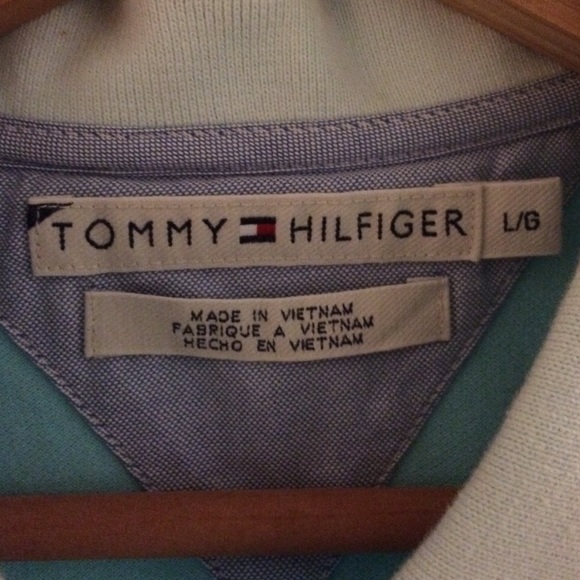 TOMMY HILFIGER L/G
MADE IN VIETNAM
FABRIQUE A VIETNAM
HECHO EN VIETNAM